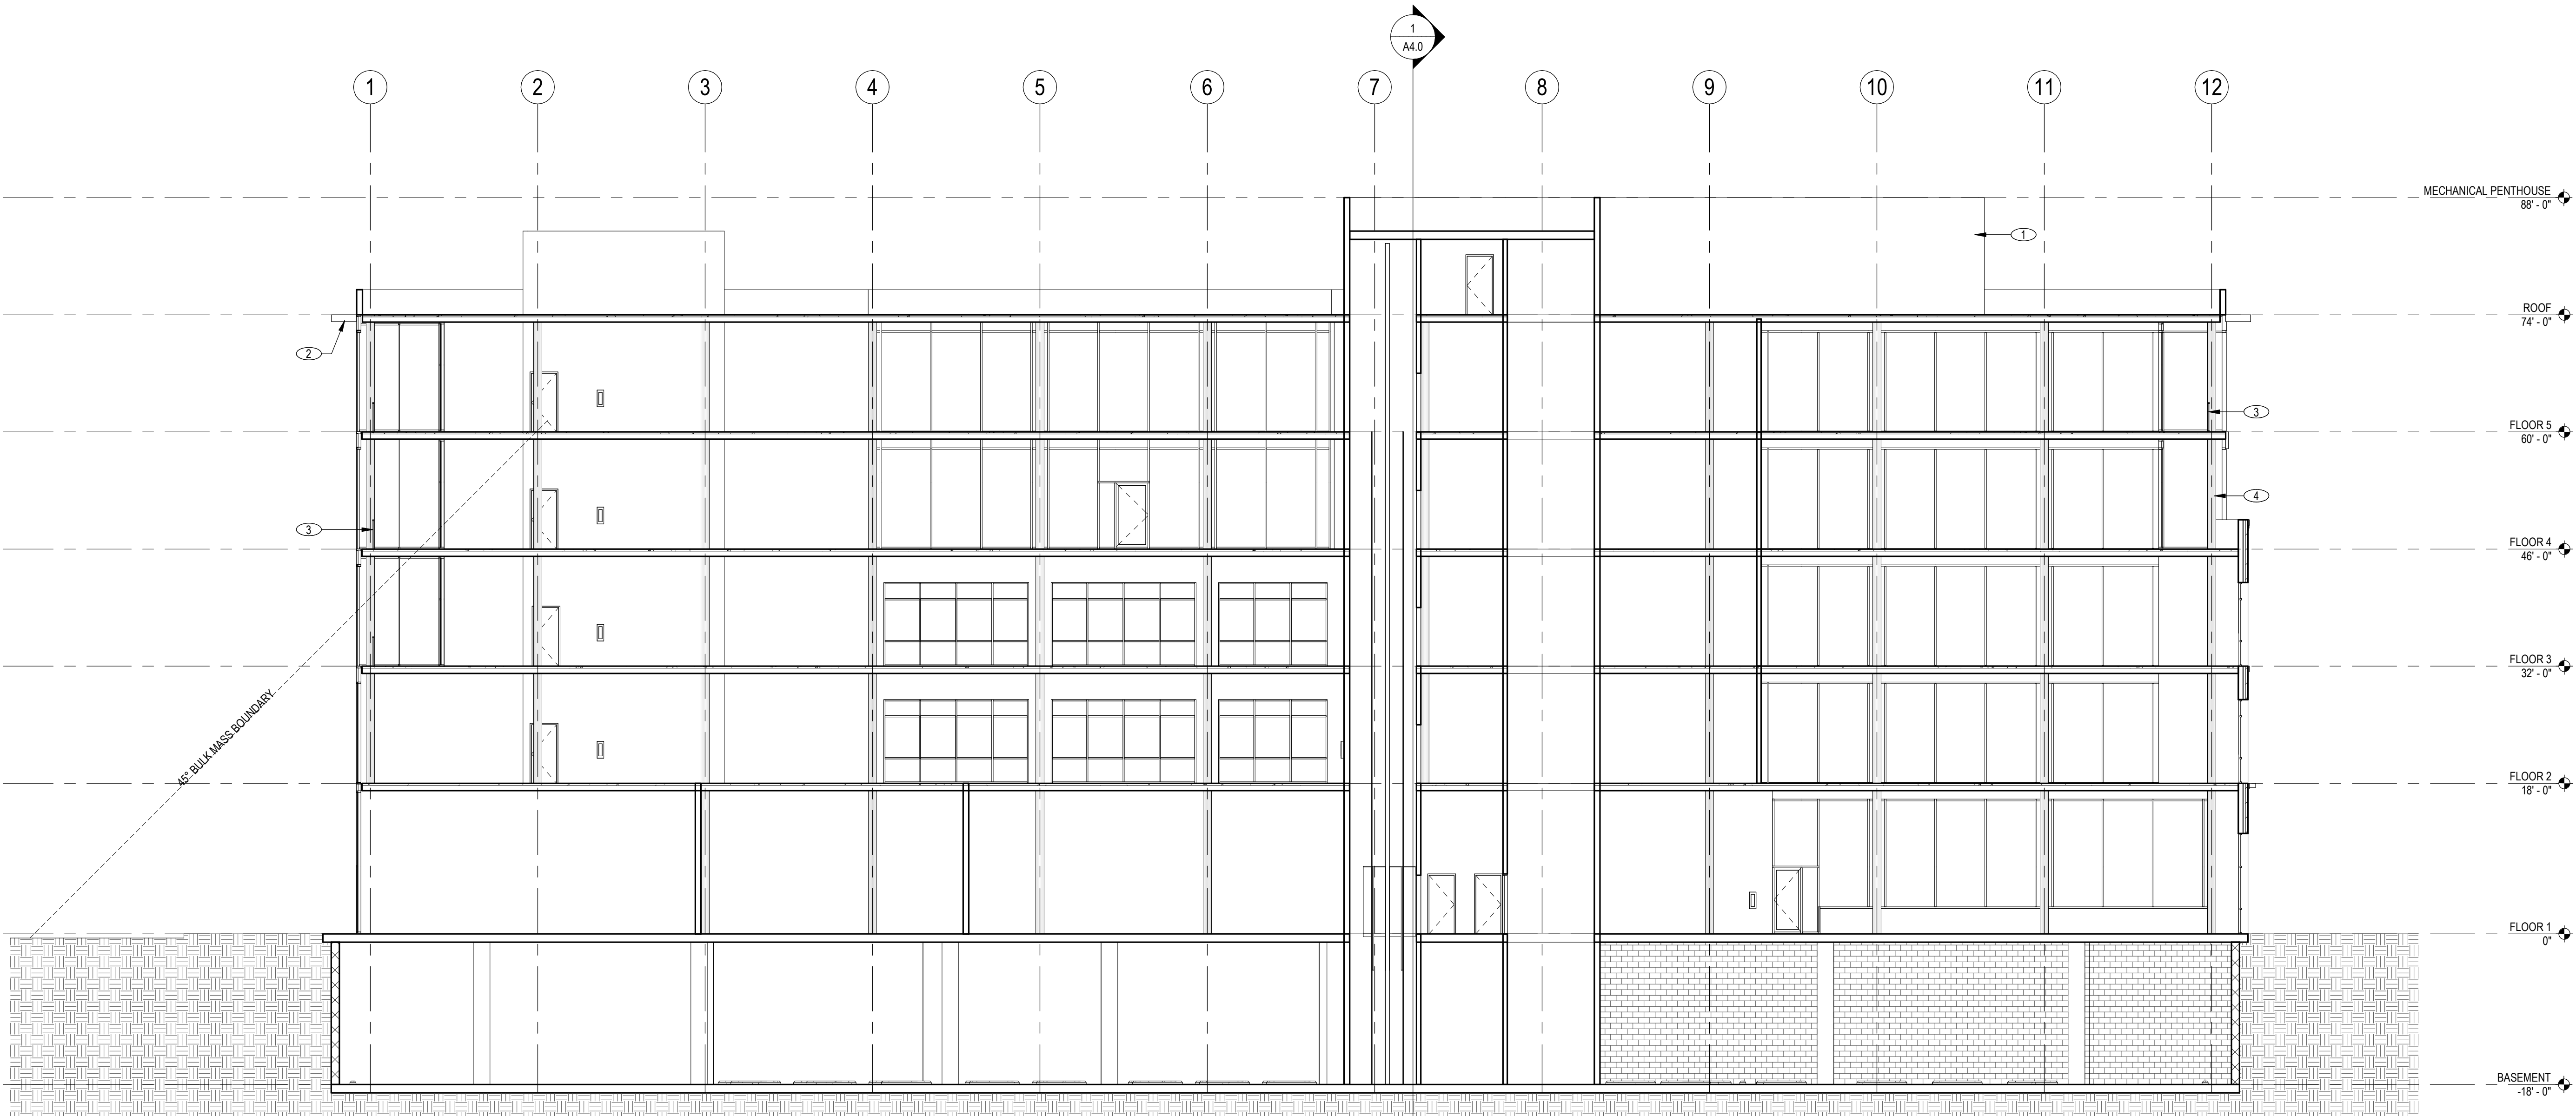 1
A4.0
1
2
3
4
5
6
7
8
9
10
11
12
MECHANICAL PENTHOUSE
88' - 0"
1
ROOF
74' - 0"
2
3
FLOOR 5
60' - 0"
4
3
FLOOR 4
46' - 0"
FLOOR 3
32' - 0"
45° BULK MASS BOUNDARY
FLOOR 2
18' - 0"
FLOOR 1
0"
BASEMENT
-18' - 0"